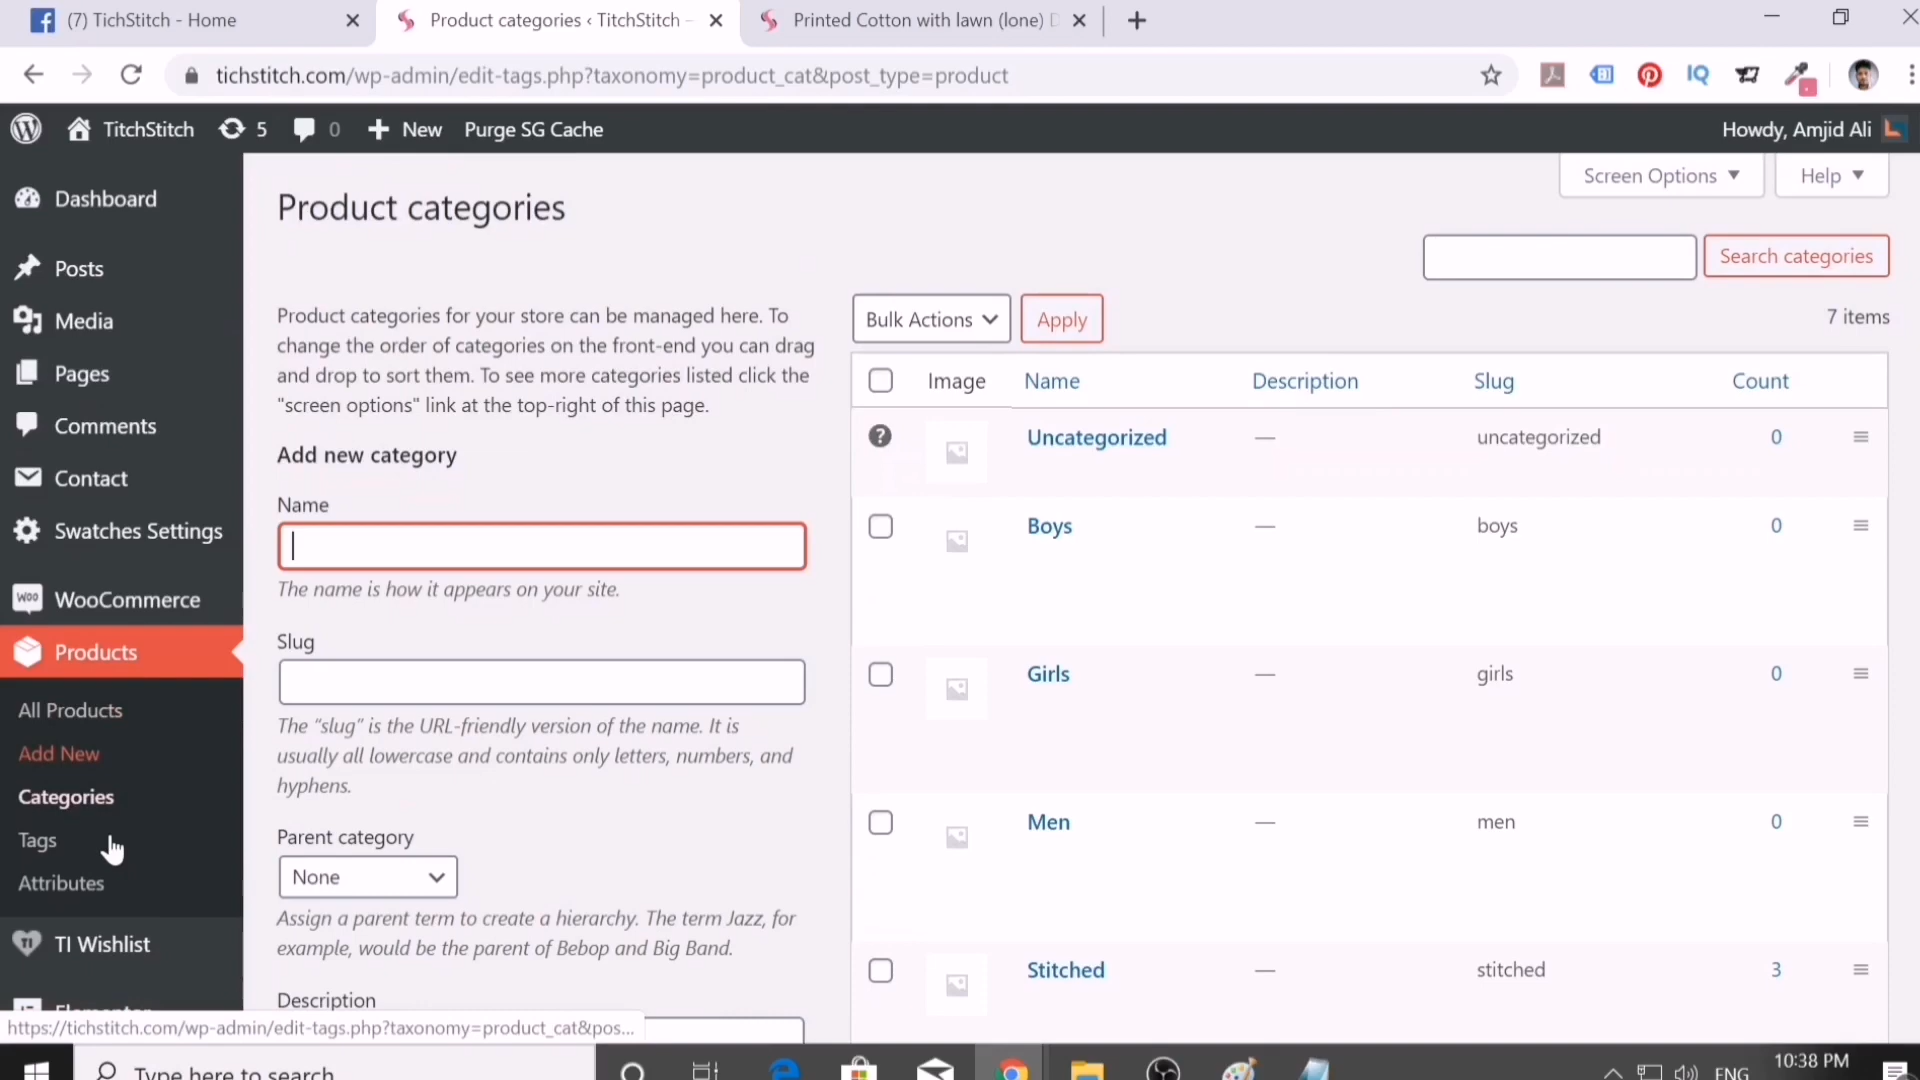 (7) TichStitch - Home
Product categories ‹ TitchStitch –
Printed Cotton with lawn (lone) D
tichstitch.com/wp-admin/edit-tags.php?taxonomy=product_cat&post_type=product
TitchStitch
5
0
New
Purge SG Cache
Howdy, Amjid Ali
Dashboard
Posts
Media
Pages
Comments
Contact
Swatches Settings
WooCommerce
Products
All Products
Add New
Categories
Tags
Attributes
TI Wishlist
Elementor
https://tichstitch.com/wp-admin/edit-tags.php?taxonomy=product_cat&pos...
Screen Options
Help
Product categories
Search categories
Product categories for your store can be managed here. To
change the order of categories on the front-end you can drag
and drop to sort them. To see more categories listed click the
"screen options" link at the top-right of this page.
Add new category
Name
The name is how it appears on your site.
Slug
The “slug” is the URL-friendly version of the name. It is
usually all lowercase and contains only letters, numbers, and
hyphens.
Parent category
None
Assign a parent term to create a hierarchy. The term Jazz, for
example, would be the parent of Bebop and Big Band.
Description
Bulk Actions
Apply
7 items
Image Name Description Slug Count
Uncategorized — uncategorized 0
Boys — boys 0
Girls — girls 0
Men — men 0
Stitched — stitched 3
Type here to search
ENG
10:38 PM